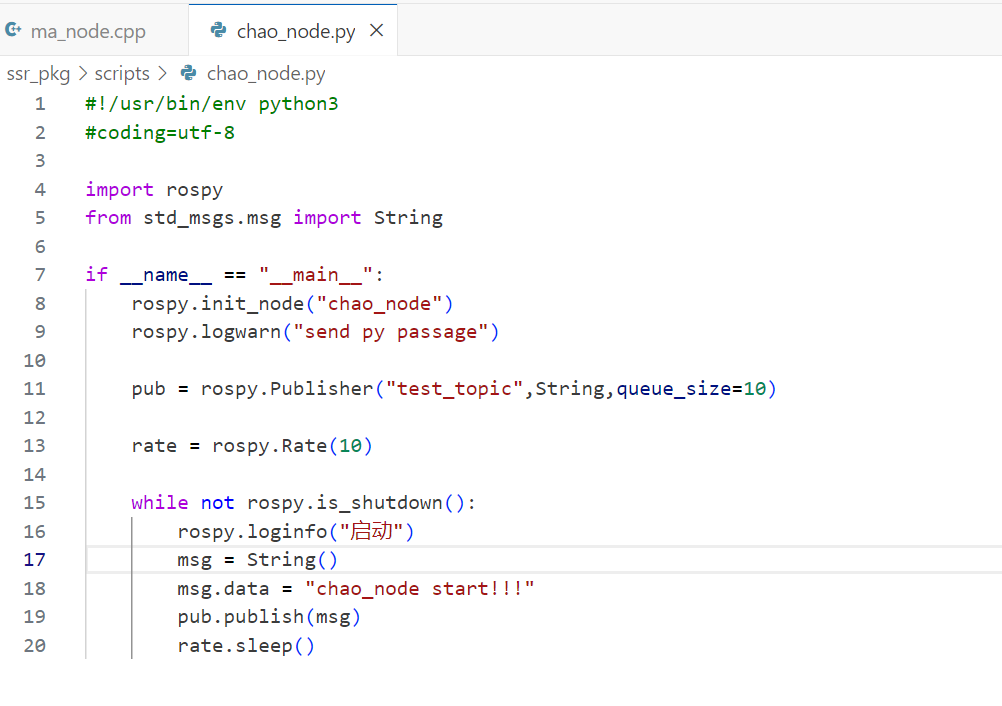 ma_node.cpp chao_node.py
ssr_pkg scripts chao_node.py
1 #!/usr/bin/env python3
2 #coding=utf-8
3
4 import rospy
5 from std_msgs.msg import String
6
7 if __name__ == "__main__":
8     rospy.init_node("chao_node")
9     rospy.logwarn("send py passage")
10
11     pub = rospy.Publisher("test_topic",String,queue_size=10)
12
13     rate = rospy.Rate(10)
14
15     while not rospy.is_shutdown():
16         rospy.loginfo("启动")
17         msg = String()
18         msg.data = "chao_node start!!!"
19         pub.publish(msg)
20         rate.sleep()